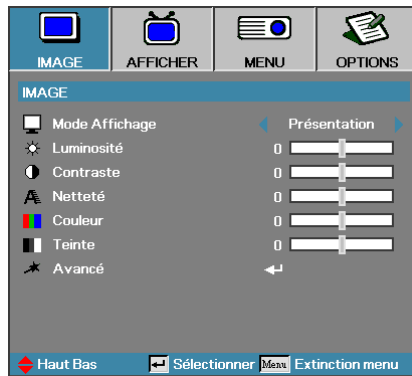 IMAGE AFFICHER MENU OPTIONS
IMAGE
Mode Affichage Présentation
Luminosité 0
Contraste 0
Netteté 0
Couleur 0
Teinte 0
Avancé
Haut Bas Sélectionner Menu Extinction menu